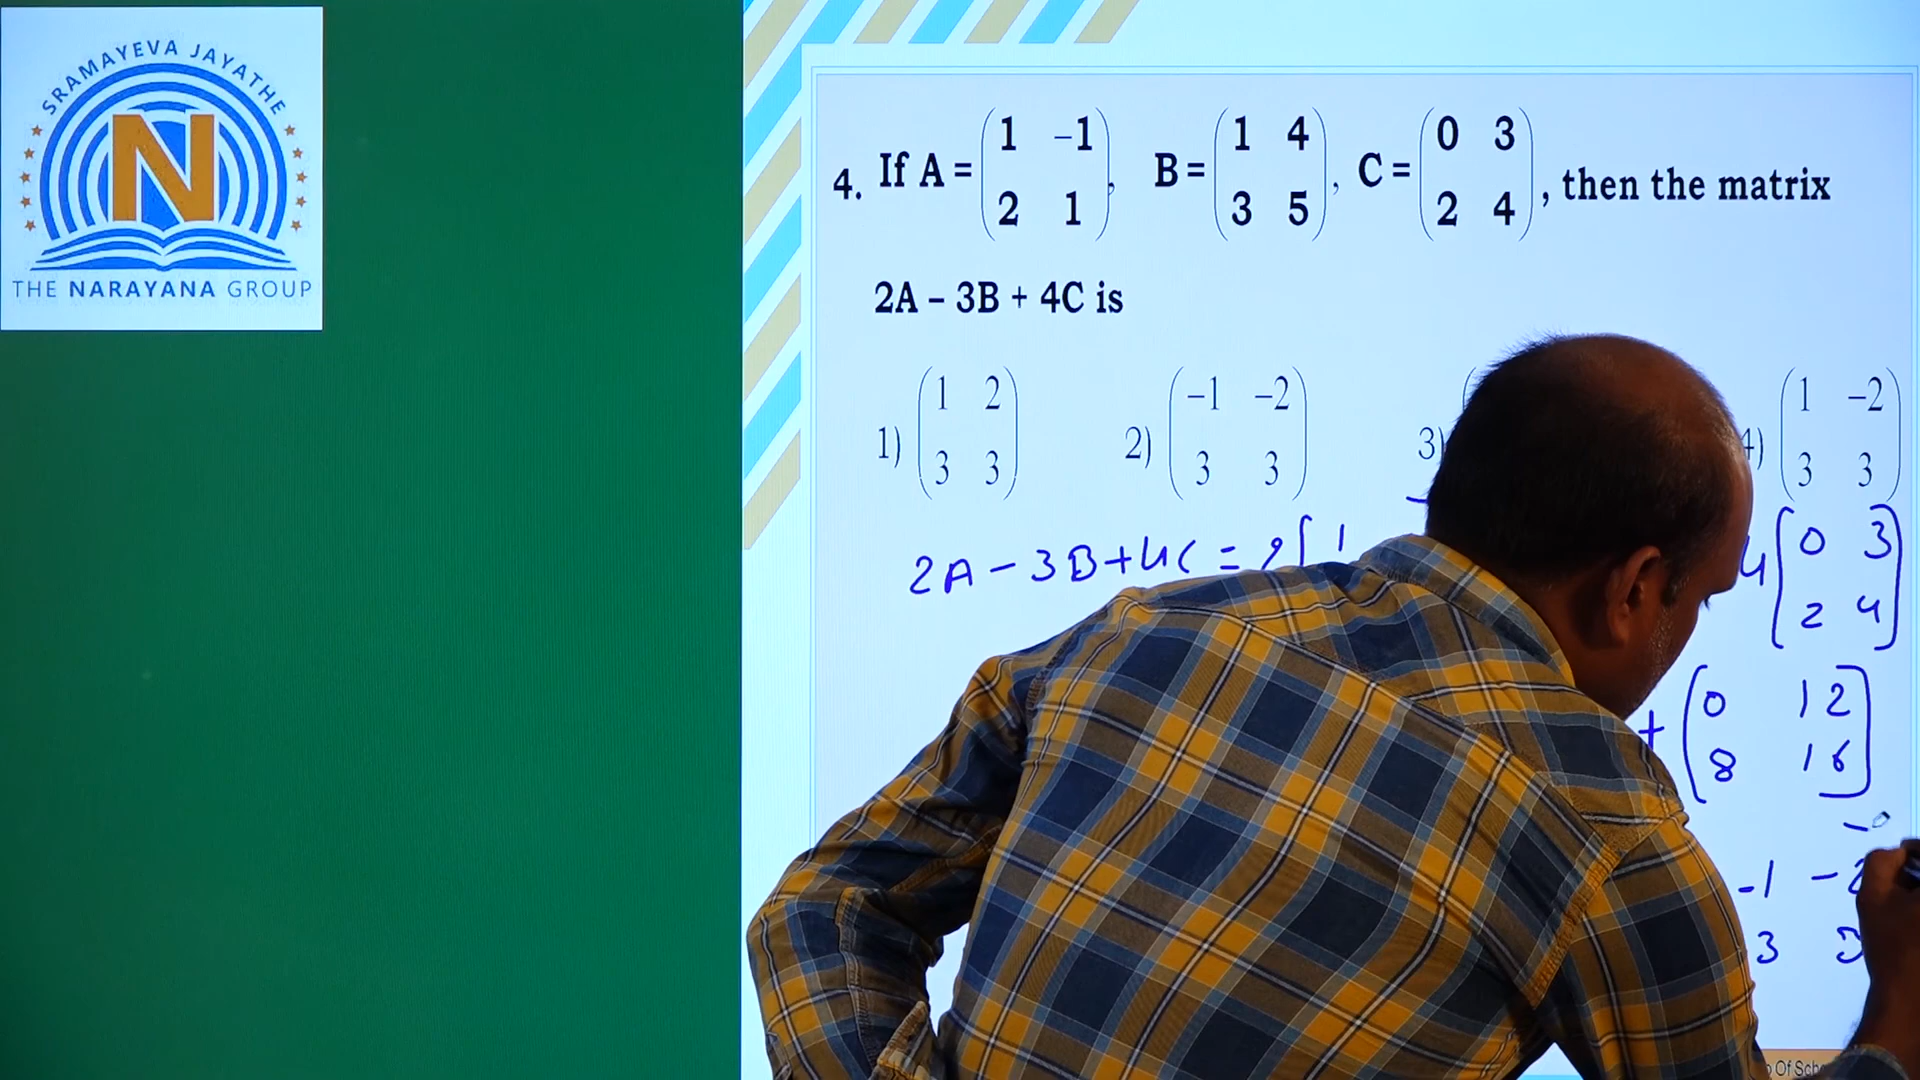 SRAMAYEVA JAYATHE
N
THE NARAYANA GROUP
4. If A = (1 -1 2 1), B = (1 4 3 5), C = (0 3 2 4), then the matrix
2A – 3B + 4C is
1) (1 2 3 3) 2) (–1 –2 3 3) 3) 4) (1 –2 3 3)
2A - 3B + 4C = 2[1 4[0 3 2 4]
+ [0 12 8 16]
-1 -2
3 3
Of